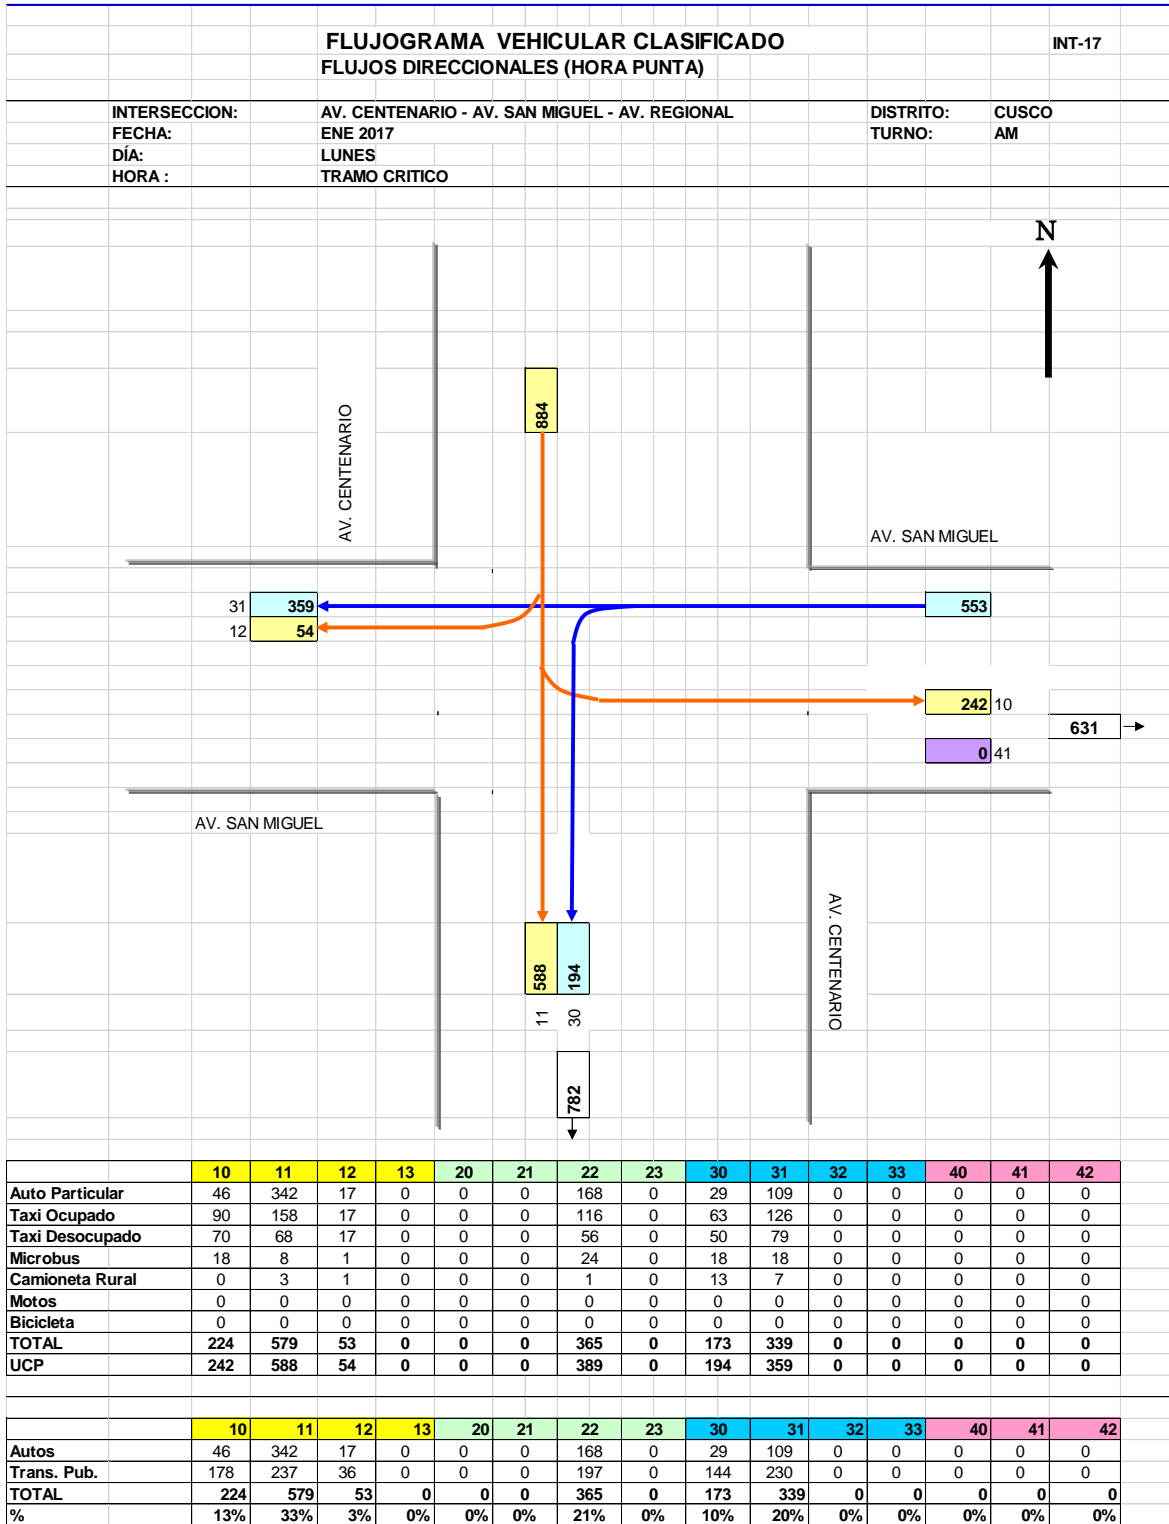 FLUJOGRAMA VEHICULAR CLASIFICADO INT-17
FLUJOS DIRECCIONALES (HORA PUNTA)
INTERSECCION: AV. CENTENARIO - AV. SAN MIGUEL - AV. REGIONAL DISTRITO: CUSCO
FECHA: ENE 2017 TURNO: AM
DÍA: LUNES
HORA : TRAMO CRITICO
N
884
AV. CENTENARIO
AV. SAN MIGUEL
31 359 553
12 54
242 10
631
0 41
AV. SAN MIGUEL
AV. CENTENARIO
588 194
11 30
782
10 11 12 13 20 21 22 23 30 31 32 33 40 41 42
Auto Particular 46 342 17 0 0 0 168 0 29 109 0 0 0 0 0
Taxi Ocupado 90 158 17 0 0 0 116 0 63 126 0 0 0 0 0
Taxi Desocupado 70 68 17 0 0 0 56 0 50 79 0 0 0 0 0
Microbus 18 8 1 0 0 0 24 0 18 18 0 0 0 0 0
Camioneta Rural 0 3 1 0 0 0 1 0 13 7 0 0 0 0 0
Motos 0 0 0 0 0 0 0 0 0 0 0 0 0 0 0
Bicicleta 0 0 0 0 0 0 0 0 0 0 0 0 0 0 0
TOTAL 224 579 53 0 0 0 365 0 173 339 0 0 0 0 0
UCP 242 588 54 0 0 0 389 0 194 359 0 0 0 0 0
10 11 12 13 20 21 22 23 30 31 32 33 40 41 42
Autos 46 342 17 0 0 0 168 0 29 109 0 0 0 0 0
Trans. Pub. 178 237 36 0 0 0 197 0 144 230 0 0 0 0 0
TOTAL 224 579 53 0 0 0 365 0 173 339 0 0 0 0 0
% 13% 33% 3% 0% 0% 0% 21% 0% 10% 20% 0% 0% 0% 0% 0%